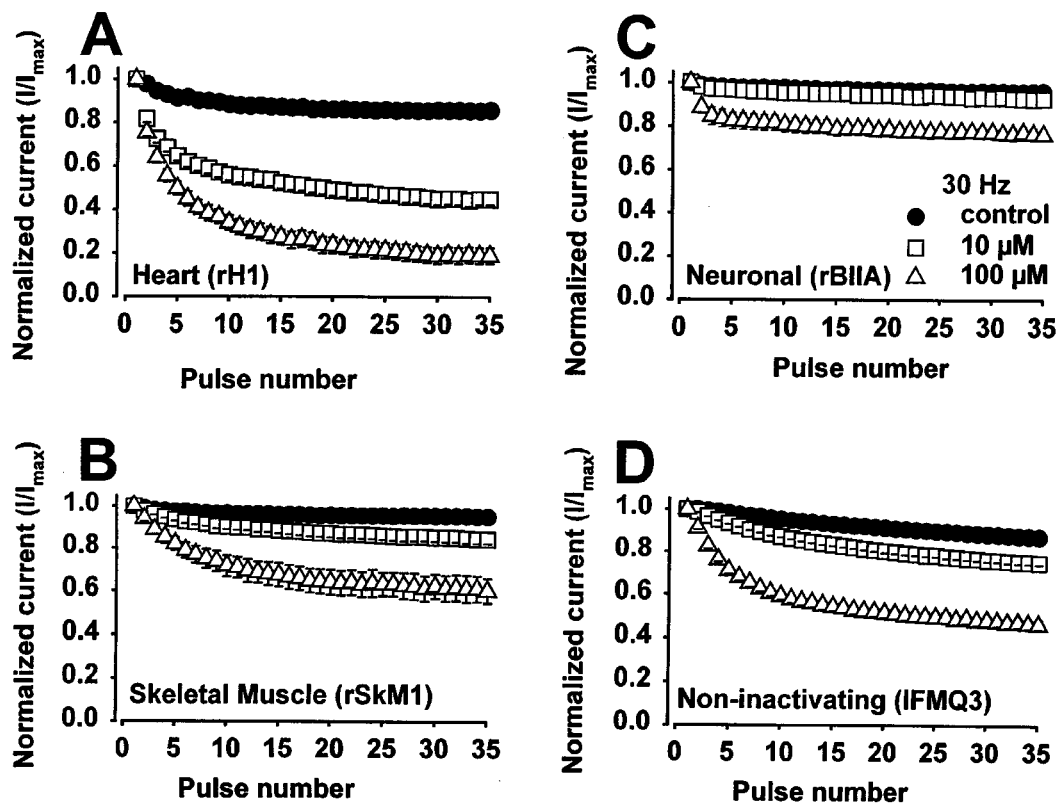 A
Normalized current (I/Imax)
1.0
0.8
0.6
0.4
0.2
0.0
0 5 10 15 20 25 30 35
Heart (rH1)
Pulse number
B
Normalized current (I/Imax)
1.0
0.8
0.6
0.4
0.2
0.0
0 5 10 15 20 25 30 35
Skeletal Muscle (rSkM1)
Pulse number
C
Normalized current (I/Imax)
1.0
0.8
0.6
0.4
0.2
0.0
0 5 10 15 20 25 30 35
30 Hz
control
10 µM
100 µM
Neuronal (rBIIA)
Pulse number
D
Normalized current (I/Imax)
1.0
0.8
0.6
0.4
0.2
0.0
0 5 10 15 20 25 30 35
Non-inactivating (IFMQ3)
Pulse number